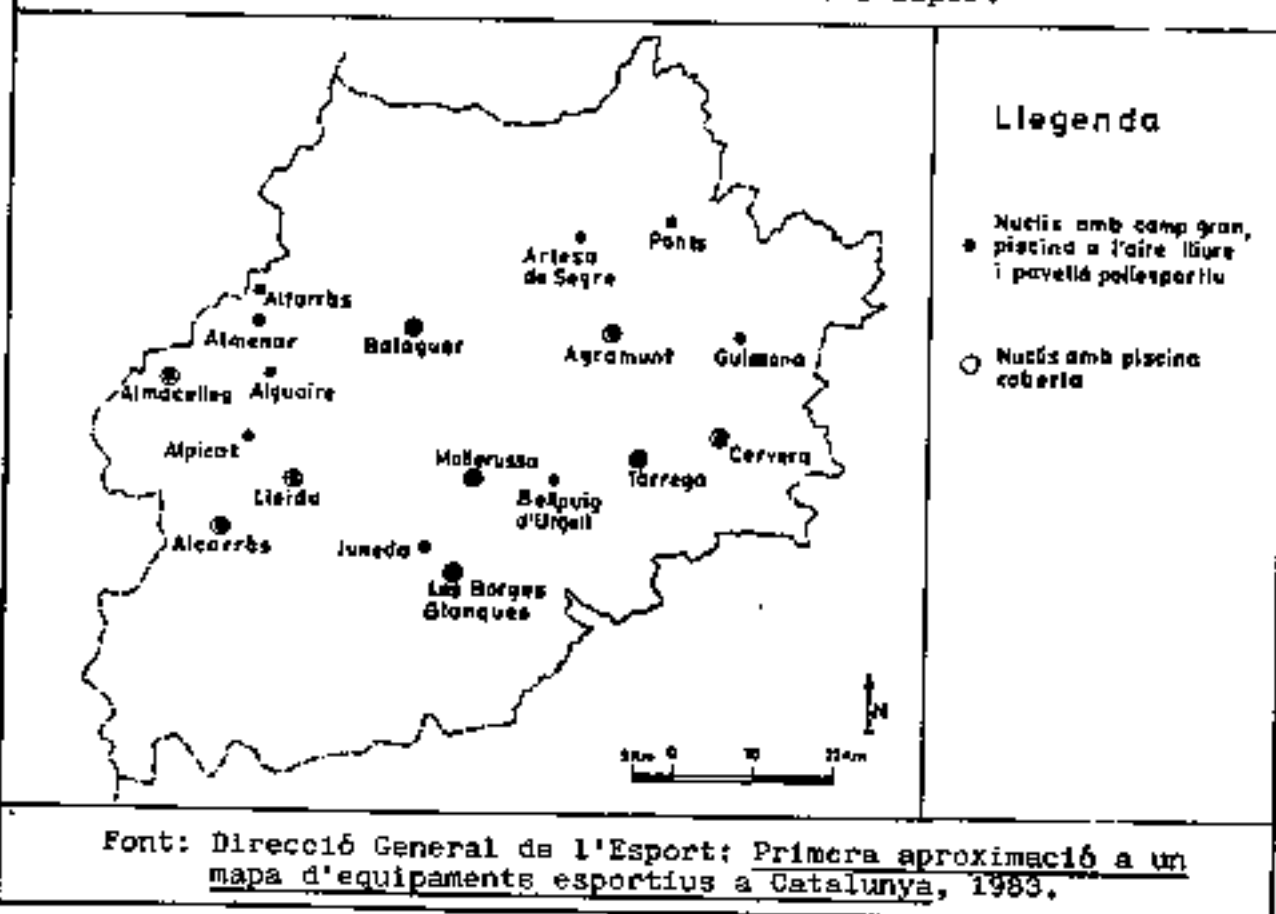 Llegenda
Nuclis amb camp gran,
piscina a l'aire lliure
i pavelló poliesportiu
Nuclis amb piscina
coberta
Ponts
Artesa
de Segre
Alfarràs
Almenar
Balaguer
Agramunt
Guissona
Almacelles
Alguaire
Alpicat
Mollerussa
Cervera
Tàrrega
Lleida
Bellpuig
d'Urgell
Alcarràs
Juneda
Les Borges
Blanques
N
5Km 0 10
Font: Direcció General de l'Esport: Primera aproximació a un
mapa d'equipaments esportius a Catalunya, 1983.